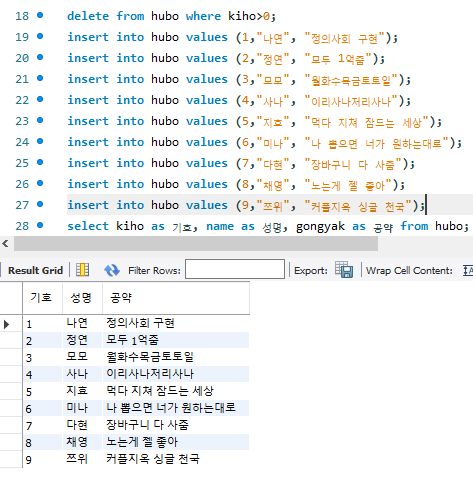 18 delete from hubo where kiho>0;
19 insert into hubo values (1,"나연", "정의사회 구현");
20 insert into hubo values (2,"정연", "모두 1억줌");
21 insert into hubo values (3,"모모", "월화수목금토토일");
22 insert into hubo values (4,"사나", "이리사나저리사나");
23 insert into hubo values (5,"지효", "먹다 지쳐 잠드는 세상");
24 insert into hubo values (6,"미나", "나 뽑으면 너가 원하는대로");
25 insert into hubo values (7,"다현", "장바구니 다 사줌");
26 insert into hubo values (8,"채영", "노는게 젤 좋아");
27 insert into hubo values (9,"쯔위", "커플지옥 싱글 천국");
28 select kiho as 기호, name as 성명, gongyak as 공약 from hubo;
Result Grid Filter Rows: Export: Wrap Cell Content:
기호 성명 공약
1 나연 정의사회 구현
2 정연 모두 1억줌
3 모모 월화수목금토토일
4 사나 이리사나저리사나
5 지효 먹다 지쳐 잠드는 세상
6 미나 나 뽑으면 너가 원하는대로
7 다현 장바구니 다 사줌
8 채영 노는게 젤 좋아
9 쯔위 커플지옥 싱글 천국